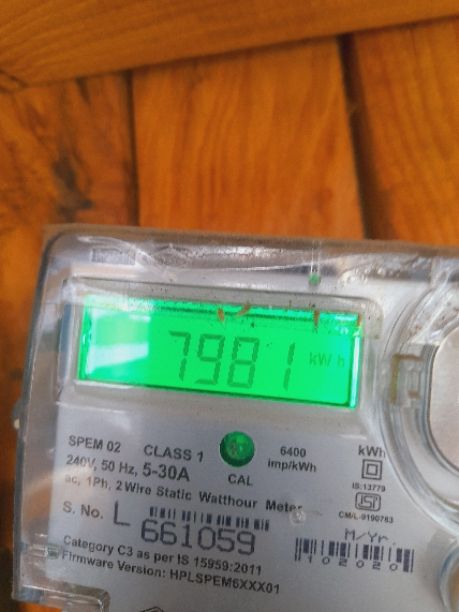 7981 kWh
SPEM 02 CLASS 1 6400 kWh
240V, 50 Hz, 5-30A CAL imp/kWh
ac, 1Ph, 2 Wire Static Watthour Meter
IS:13779
ISI
CM/L-9190783
S. No. L 661059
M/Yr.
102020
Category C3 as per IS 15959:2011
Firmware Version: HPLSPEM6XXX01